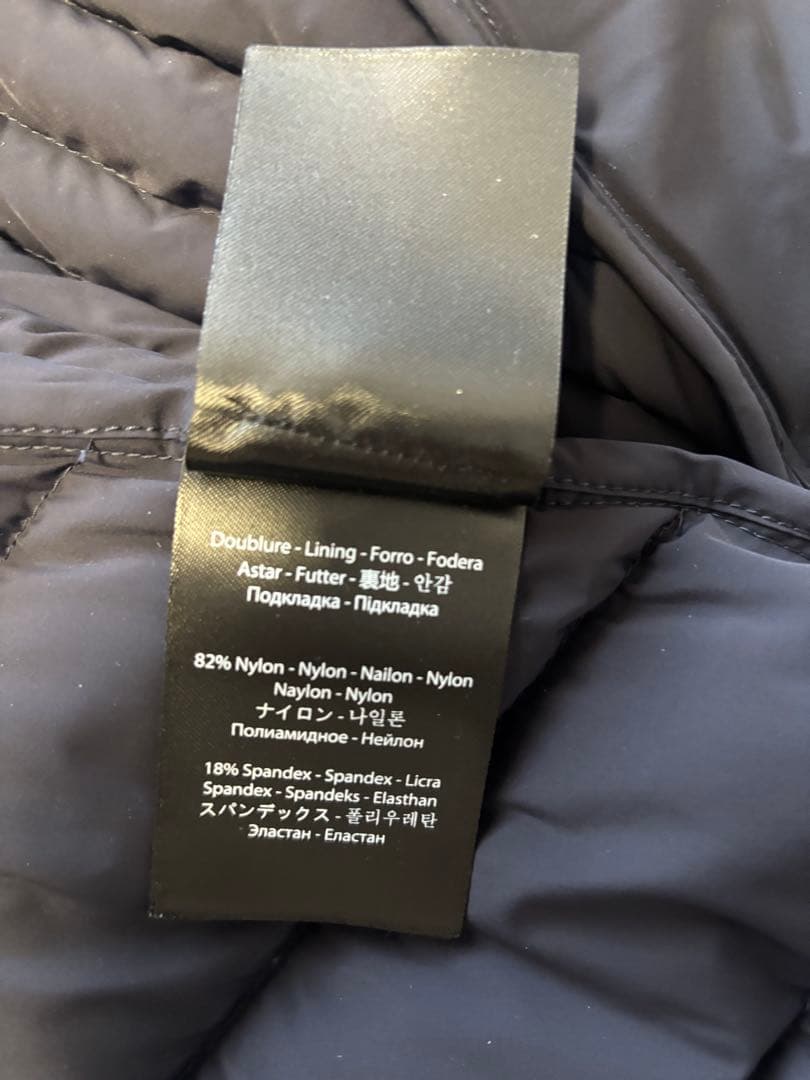 Doublure - Lining - Forro - Fodera
Astar - Futter - 裏地 - 안감
Подкладка - Підкладка
82% Nylon - Nylon - Nailon - Nylon
Naylon - Nylon
ナイロン - 나일론
Полиамидное - Нейлон
18% Spandex - Spandex - Licra
Spandex - Spandeks - Elasthan
スパンデックス - 폴리우레탄
Эластан - Еластан